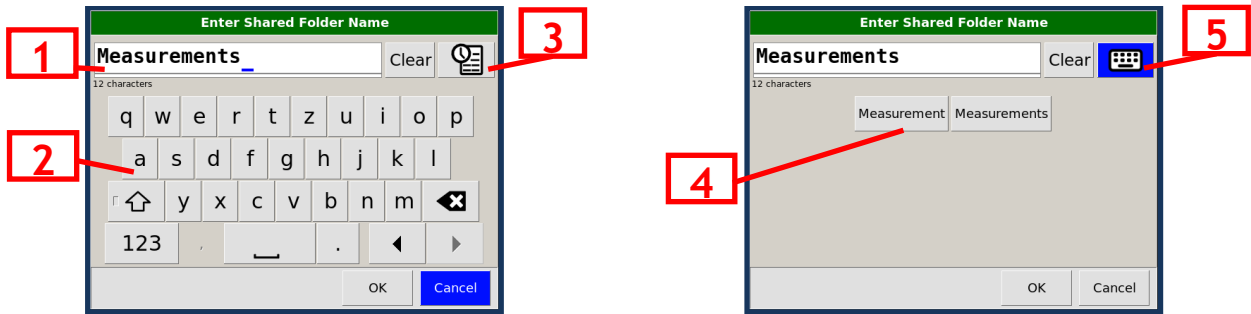 Enter Shared Folder Name
1
Measurements_
Clear
3
12 characters
q w e r t z u i o p
2
a s d f g h j k l
y x c v b n m
123 , .
OK Cancel
Enter Shared Folder Name
Measurements
Clear
5
12 characters
Measurement Measurements
4
OK Cancel